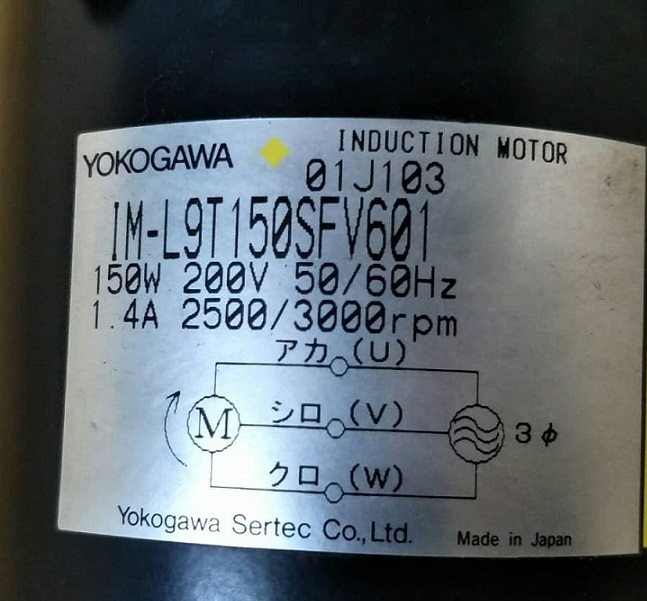 YOKOGAWA INDUCTION MOTOR
01J103
IM-L9T150SFV601
150W 200V 50/60Hz
1.4A 2500/3000rpm
アカ (U)
M シロ (V) 3φ
クロ (W)
Yokogawa Sertec Co., Ltd. Made in Japan